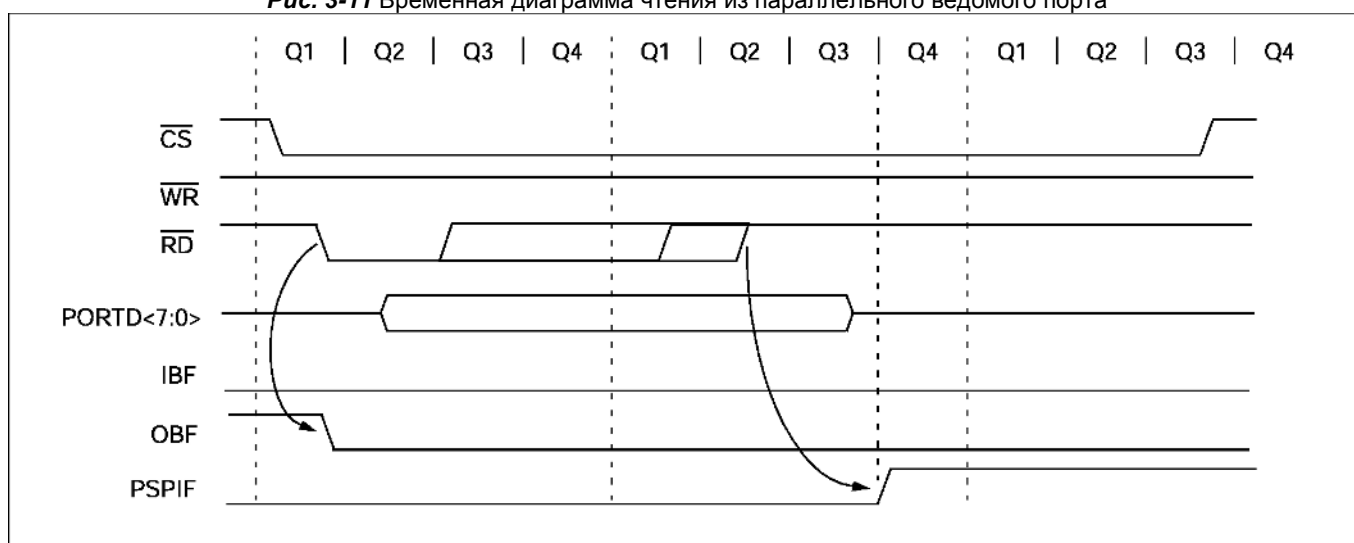 Рис. 3-11 Временная диаграмма чтения из параллельного ведомого порта
Q1 | Q2 | Q3 | Q4 Q1 | Q2 | Q3 | Q4 Q1 | Q2 | Q3 | Q4
CS
WR
RD
PORTD<7:0>
IBF
OBF
PSPIF